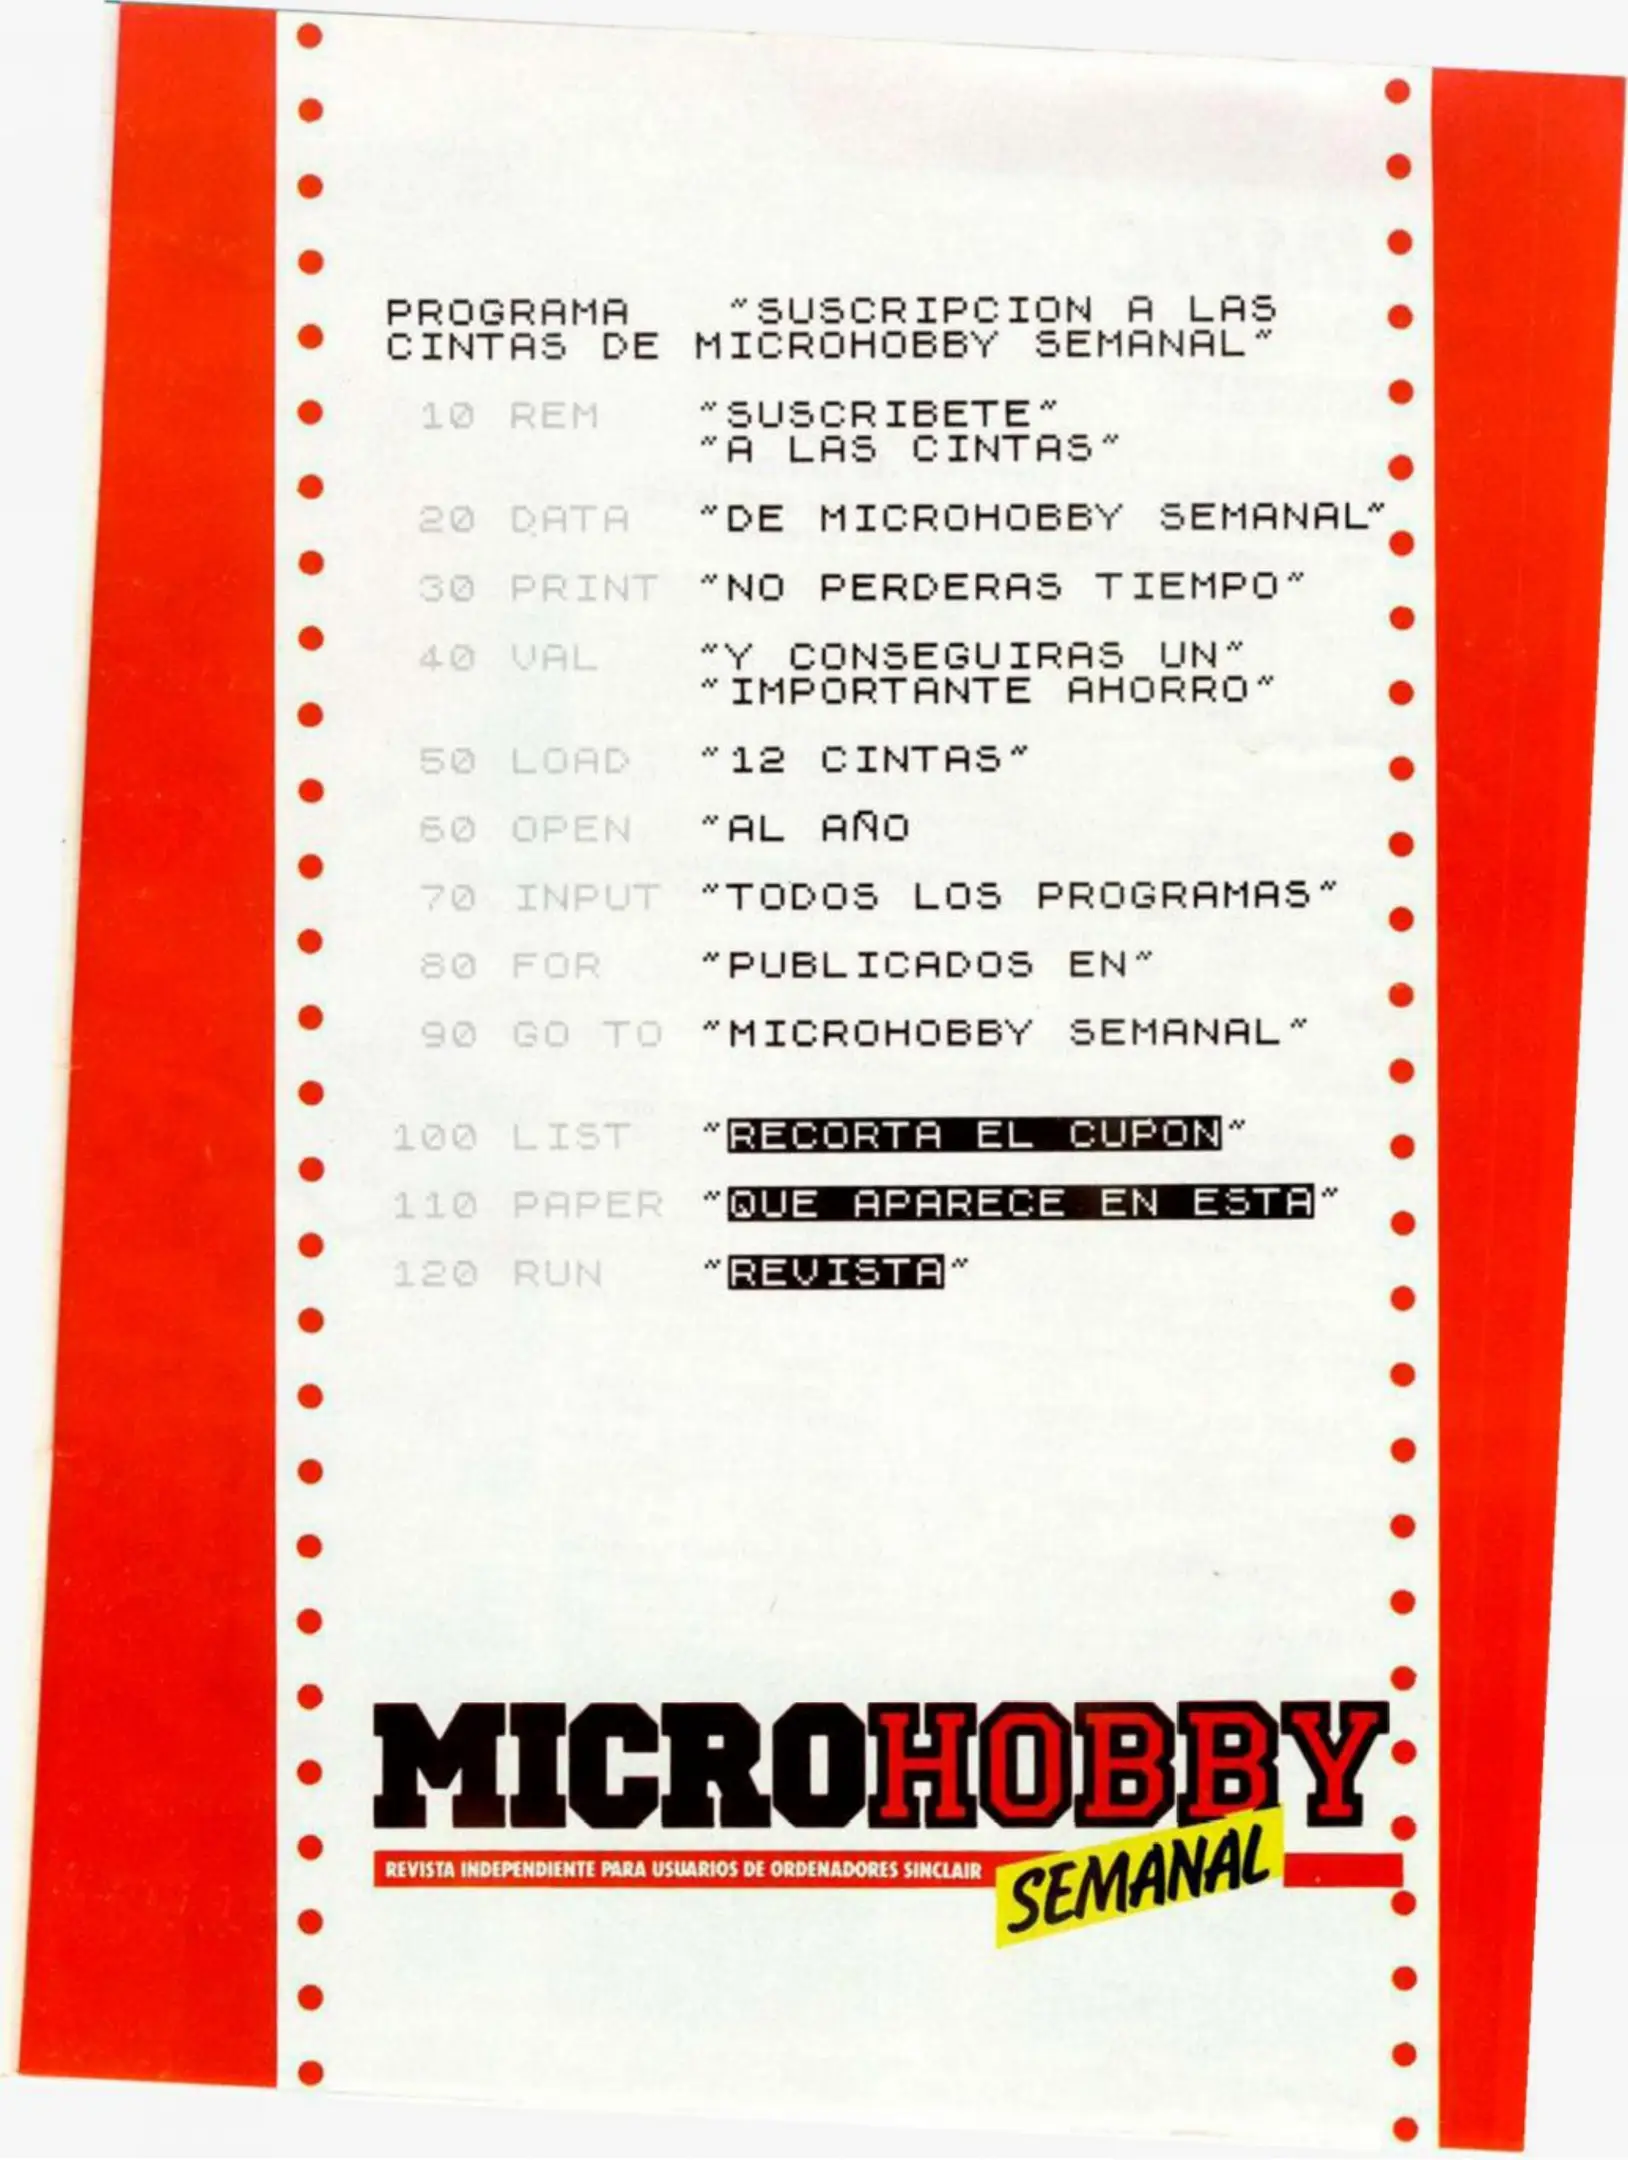 PROGRAMA "SUSCRIPCION A LAS
CINTAS DE MICROHOBBY SEMANAL"
10 REM "SUSCRIBETE"
"A LAS CINTAS"
20 DATA "DE MICROHOBBY SEMANAL"
30 PRINT "NO PERDERAS TIEMPO"
40 VAL "Y CONSEGUIRAS UN"
"IMPORTANTE AHORRO"
50 LOAD "12 CINTAS"
60 OPEN "AL AÑO
70 INPUT "TODOS LOS PROGRAMAS"
80 FOR "PUBLICADOS EN"
90 GO TO "MICROHOBBY SEMANAL"
100 LIST "RECORTA EL CUPON"
110 PAPER "QUE APARECE EN ESTA"
120 RUN "REVISTA"
MICROHOBBY
REVISTA INDEPENDIENTE PARA USUARIOS DE ORDENADORES SINCLAIR
SEMANAL